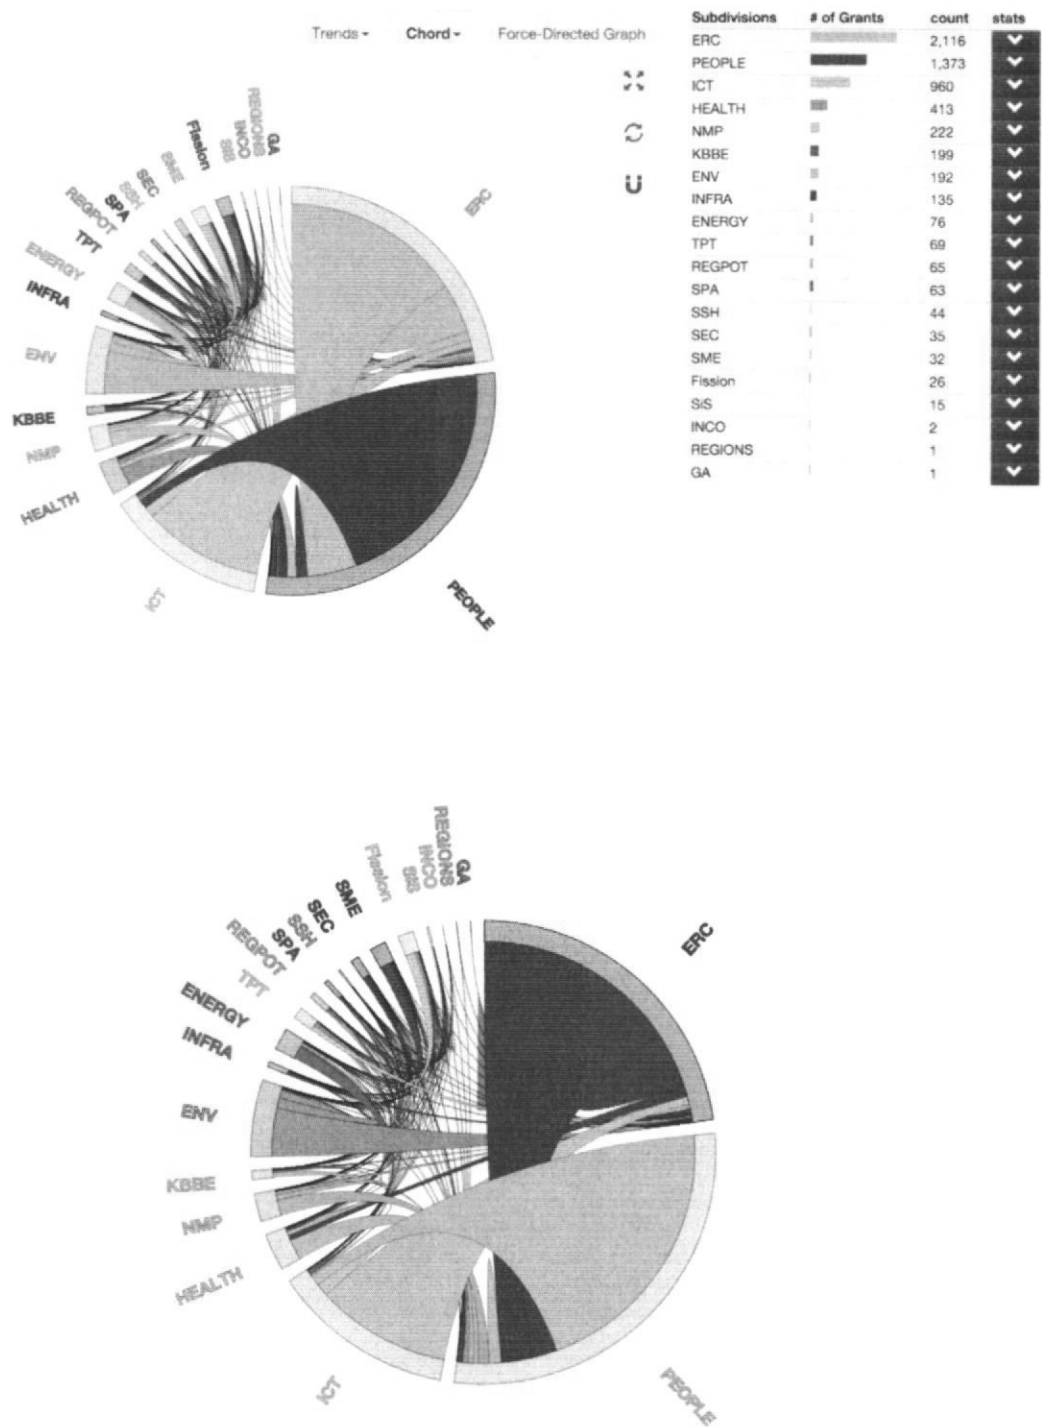 Trends Chord Force-Directed Graph
Subdivisions # of Grants count stats
ERC 2,116
PEOPLE 1,373
ICT 960
HEALTH 413
NMP 222
KBBE 199
ENV 192
INFRA 135
ENERGY 76
TPT 69
REGPOT 65
SPA 63
SSH 44
SEC 35
SME 32
Fission 26
SiS 15
INCO 2
REGIONS 1
GA 1
ERC
PEOPLE
ICT
HEALTH
NMP
KBBE
ENV
INFRA
ENERGY
TPT
REGPOT
SPA
SSH
SEC
SME
Fission
SiS
INCO
REGIONS
GA
ERC
PEOPLE
ICT
HEALTH
NMP
KBBE
ENV
INFRA
ENERGY
TPT
REGPOT
SPA
SSH
SEC
SME
Fission
SiS
INCO
REGIONS
GA